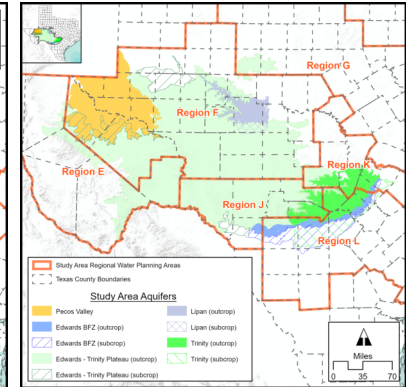 Region G
Region F
Region K
Region E
Region J
Region L
Study Area Regional Water Planning Areas
Texas County Boundaries
Study Area Aquifers
Pecos Valley
Lipan (outcrop)
Edwards BFZ (outcrop)
Lipan (subcrop)
Edwards BFZ (subcrop)
Trinity (outcrop)
Edwards - Trinity Plateau (outcrop)
Trinity (subcrop)
Edwards - Trinity Plateau (subcrop)
Miles
0 35 70